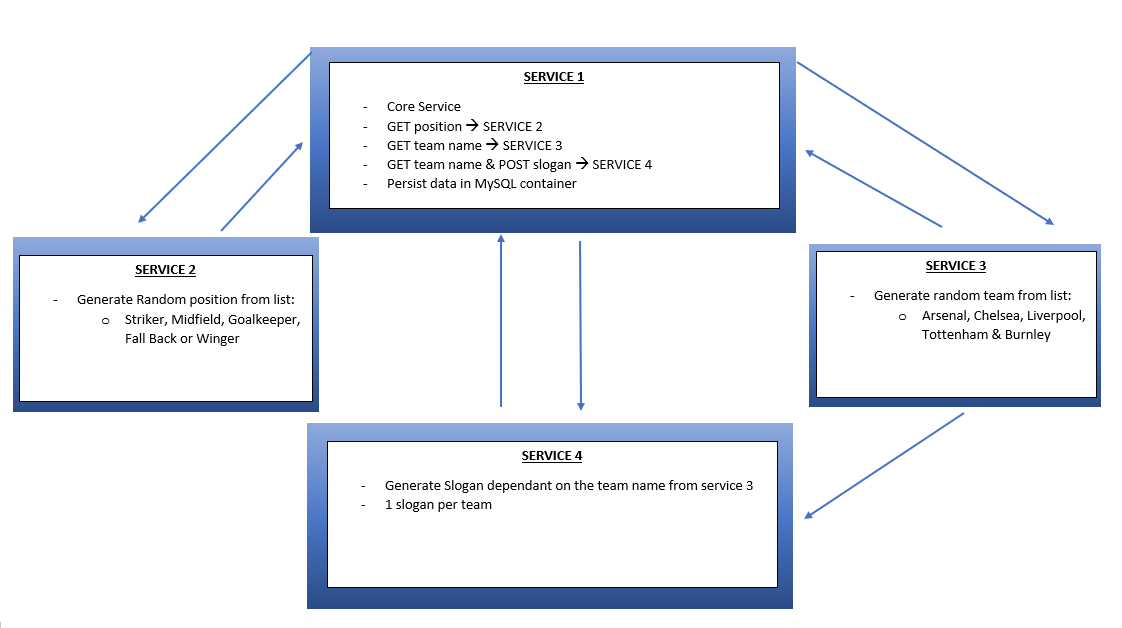 SERVICE 1
- Core Service
- GET position → SERVICE 2
- GET team name → SERVICE 3
- GET team name & POST slogan → SERVICE 4
- Persist data in MySQL container
SERVICE 2
- Generate Random position from list:
o Striker, Midfield, Goalkeeper,
Fall Back or Winger
SERVICE 3
- Generate random team from list:
o Arsenal, Chelsea, Liverpool,
Tottenham & Burnley
SERVICE 4
- Generate Slogan dependant on the team name from service 3
- 1 slogan per team